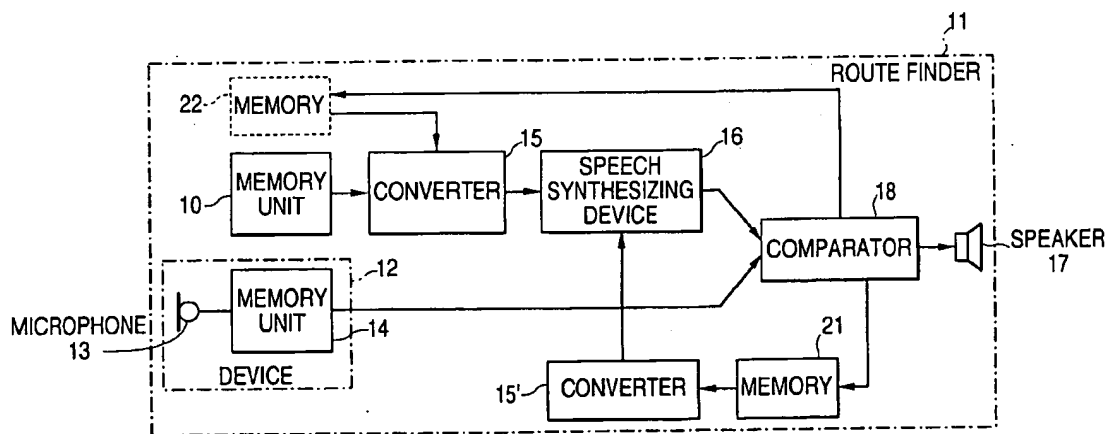 11
ROUTE FINDER
22
MEMORY
15
16
10
MEMORY
UNIT
CONVERTER
SPEECH
SYNTHESIZING
DEVICE
18
COMPARATOR
SPEAKER
17
12
MICROPHONE
13
MEMORY
UNIT
14
DEVICE
21
15'
CONVERTER
MEMORY